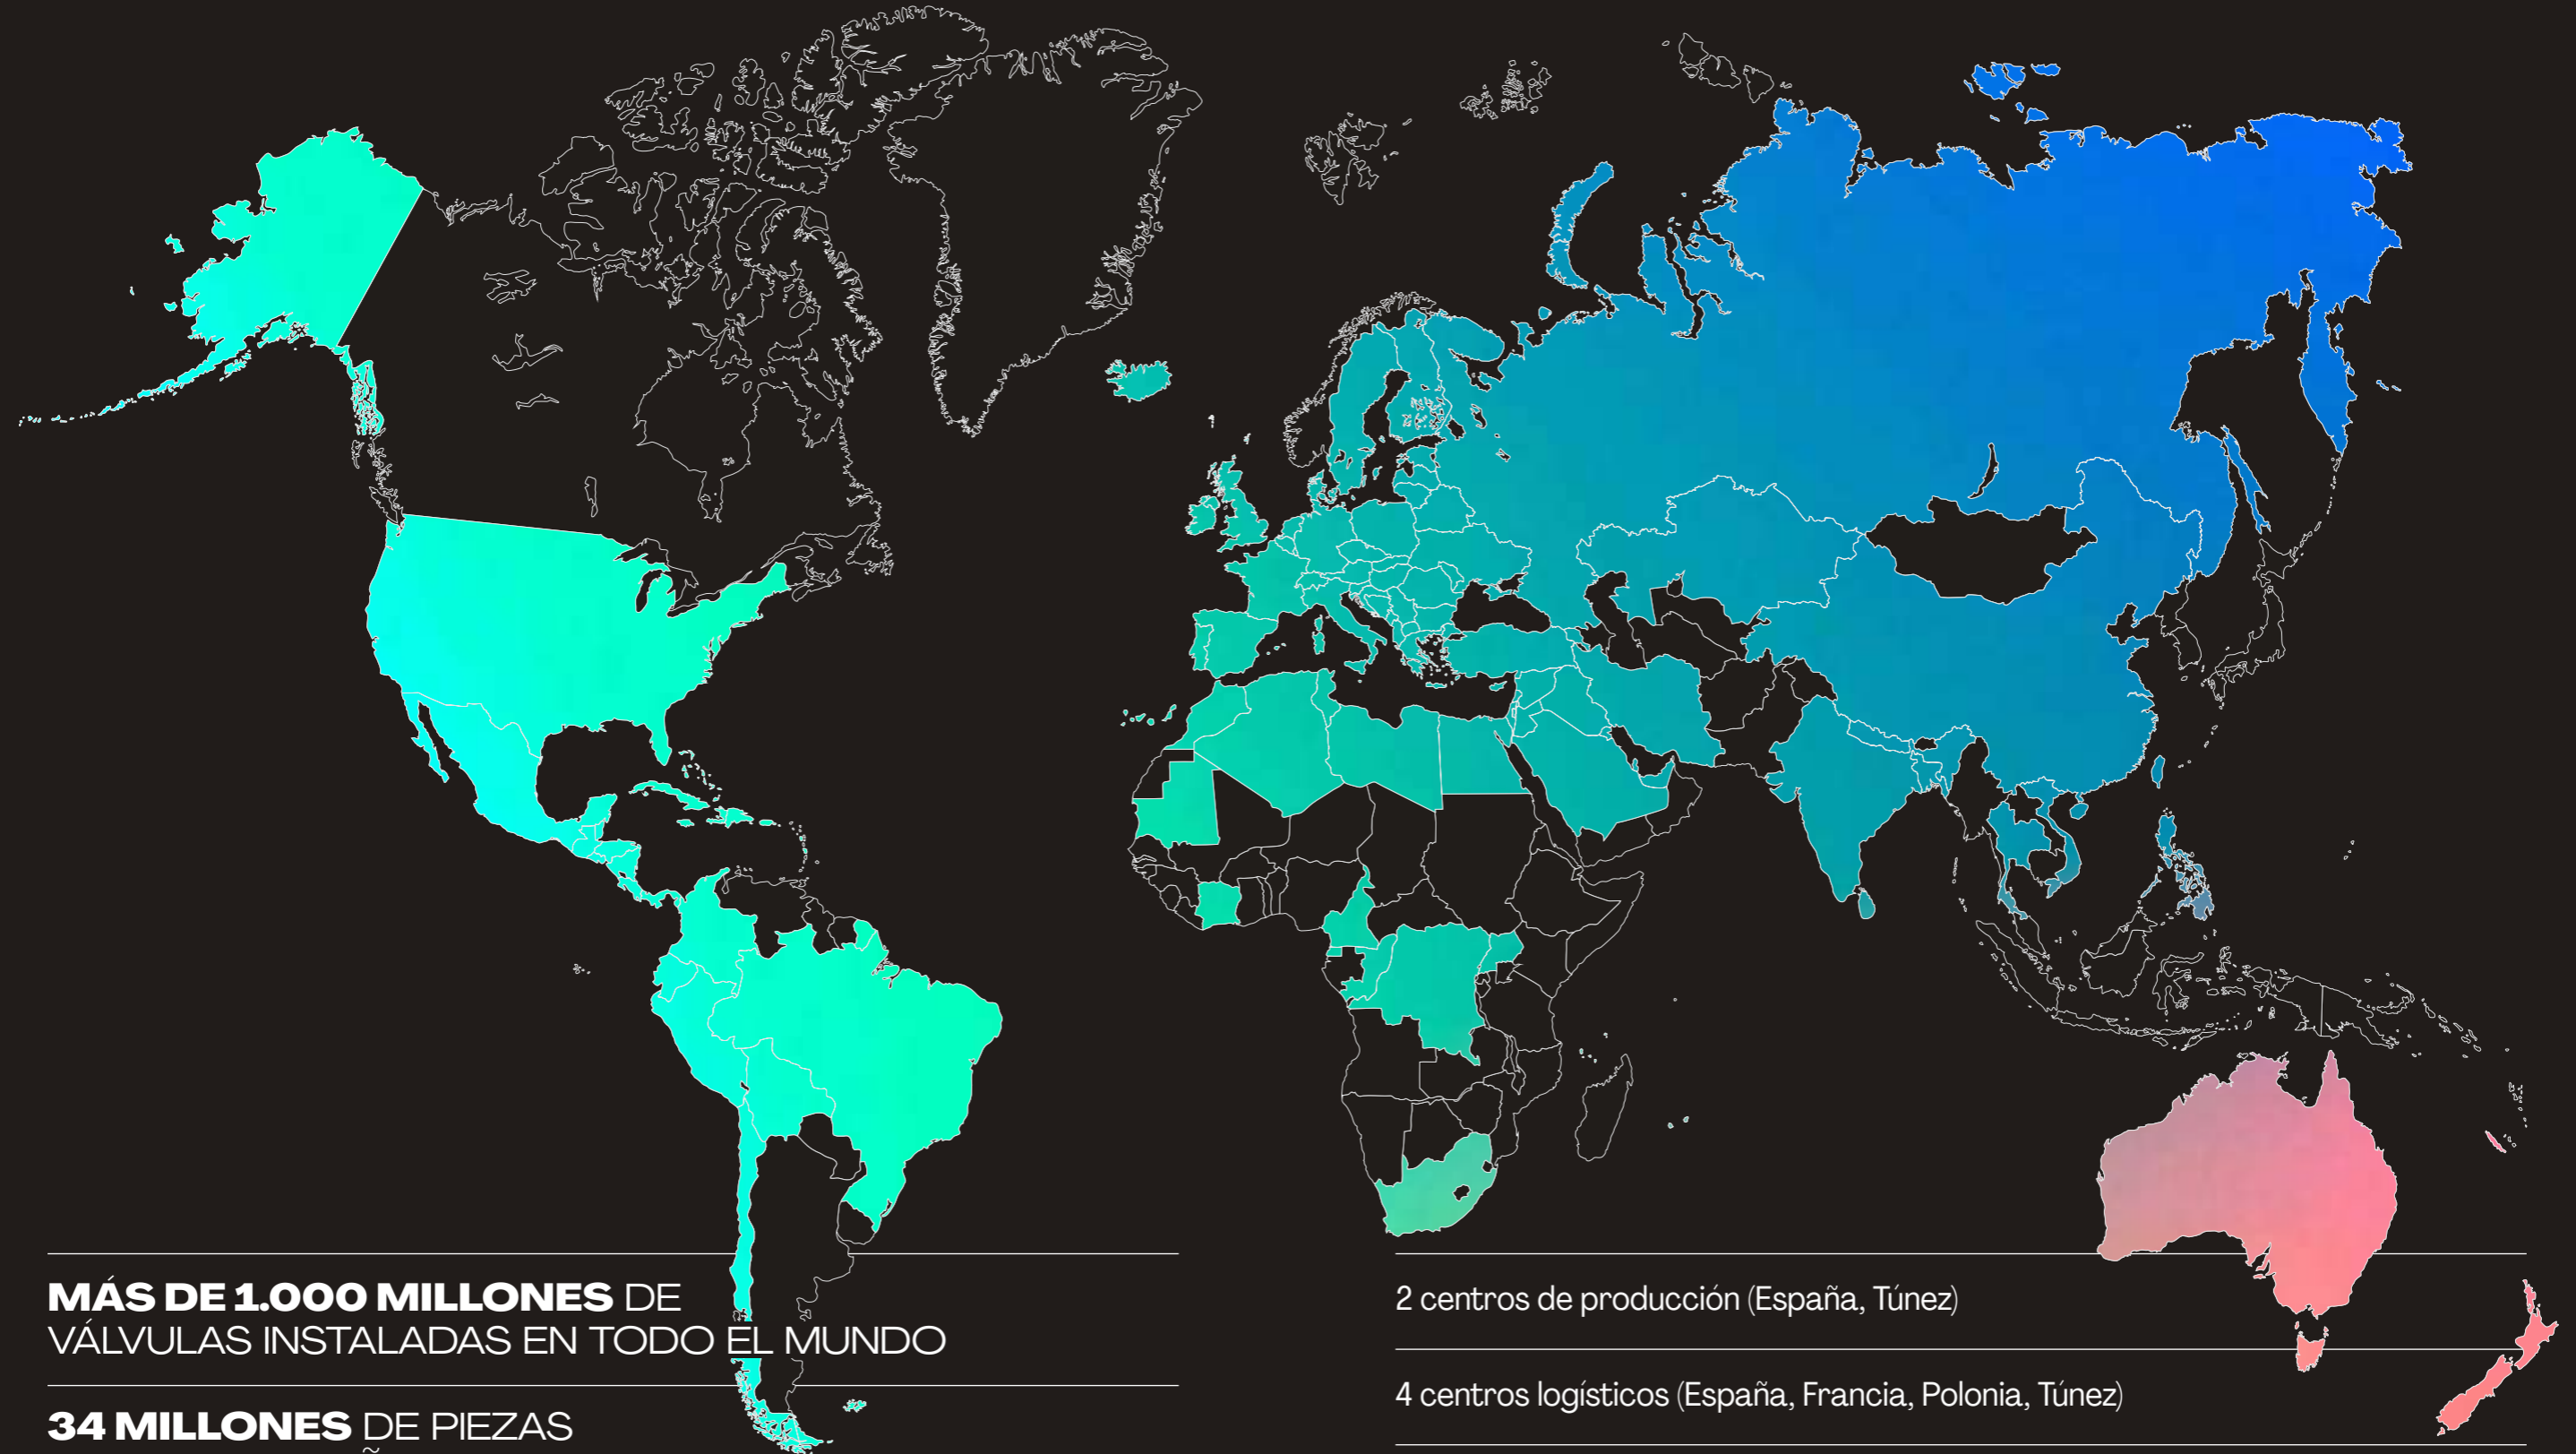 MÁS DE 1.000 MILLONES DE
VÁLVULAS INSTALADAS EN TODO EL MUNDO
34 MILLONES DE PIEZAS
2 centros de producción (España, Túnez)
4 centros logísticos (España, Francia, Polonia, Túnez)